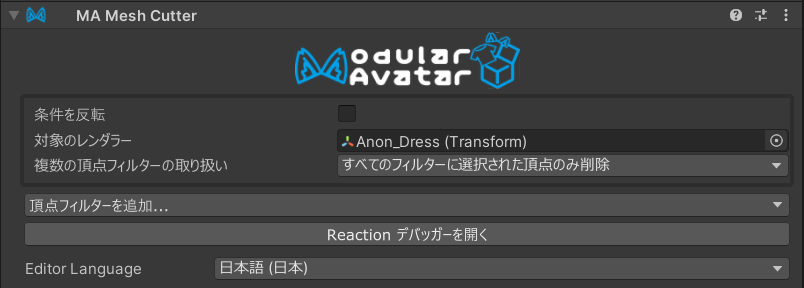 MA Mesh Cutter
Modular
Avatar
条件を反転
対象のレンダラー
Anon_Dress (Transform)
複数の頂点フィルターの取り扱い
すべてのフィルターに選択された頂点のみ削除
頂点フィルターを追加...
Reaction デバッガーを開く
Editor Language
日本語 (日本)